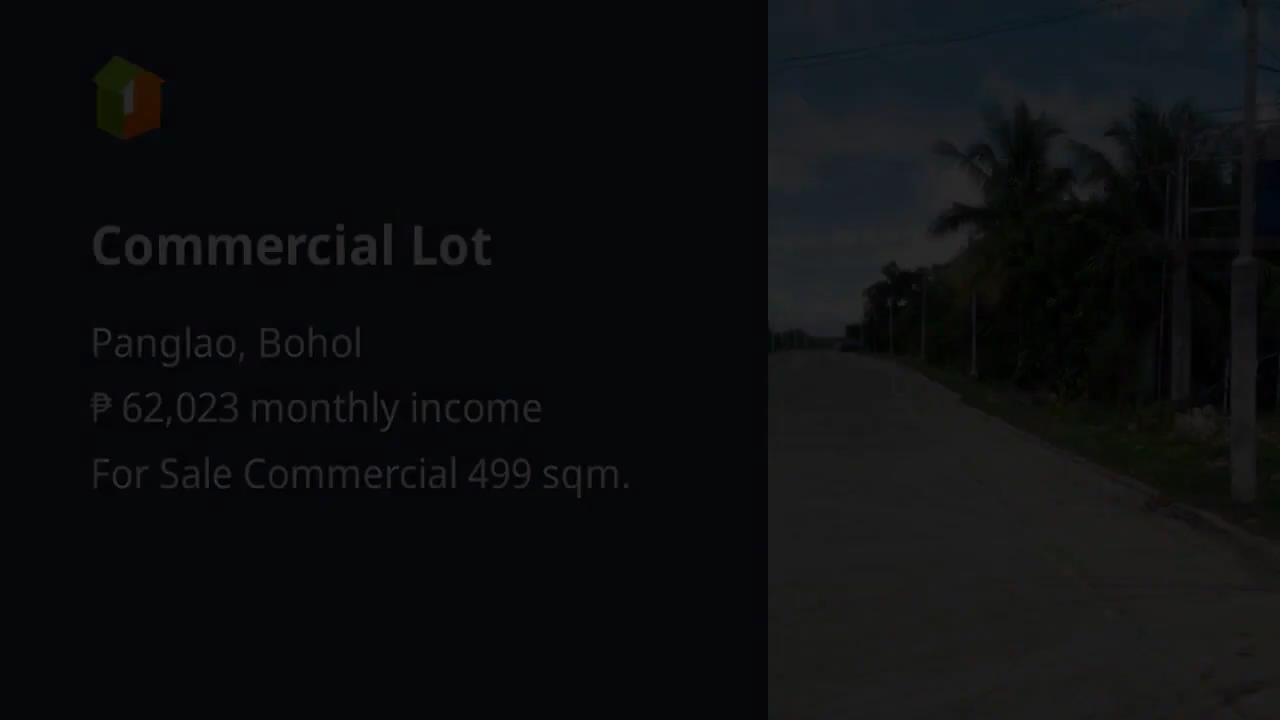 Commercial Lot
Panglao, Bohol
₱ 62,023 monthly income
For Sale Commercial 499 sqm.